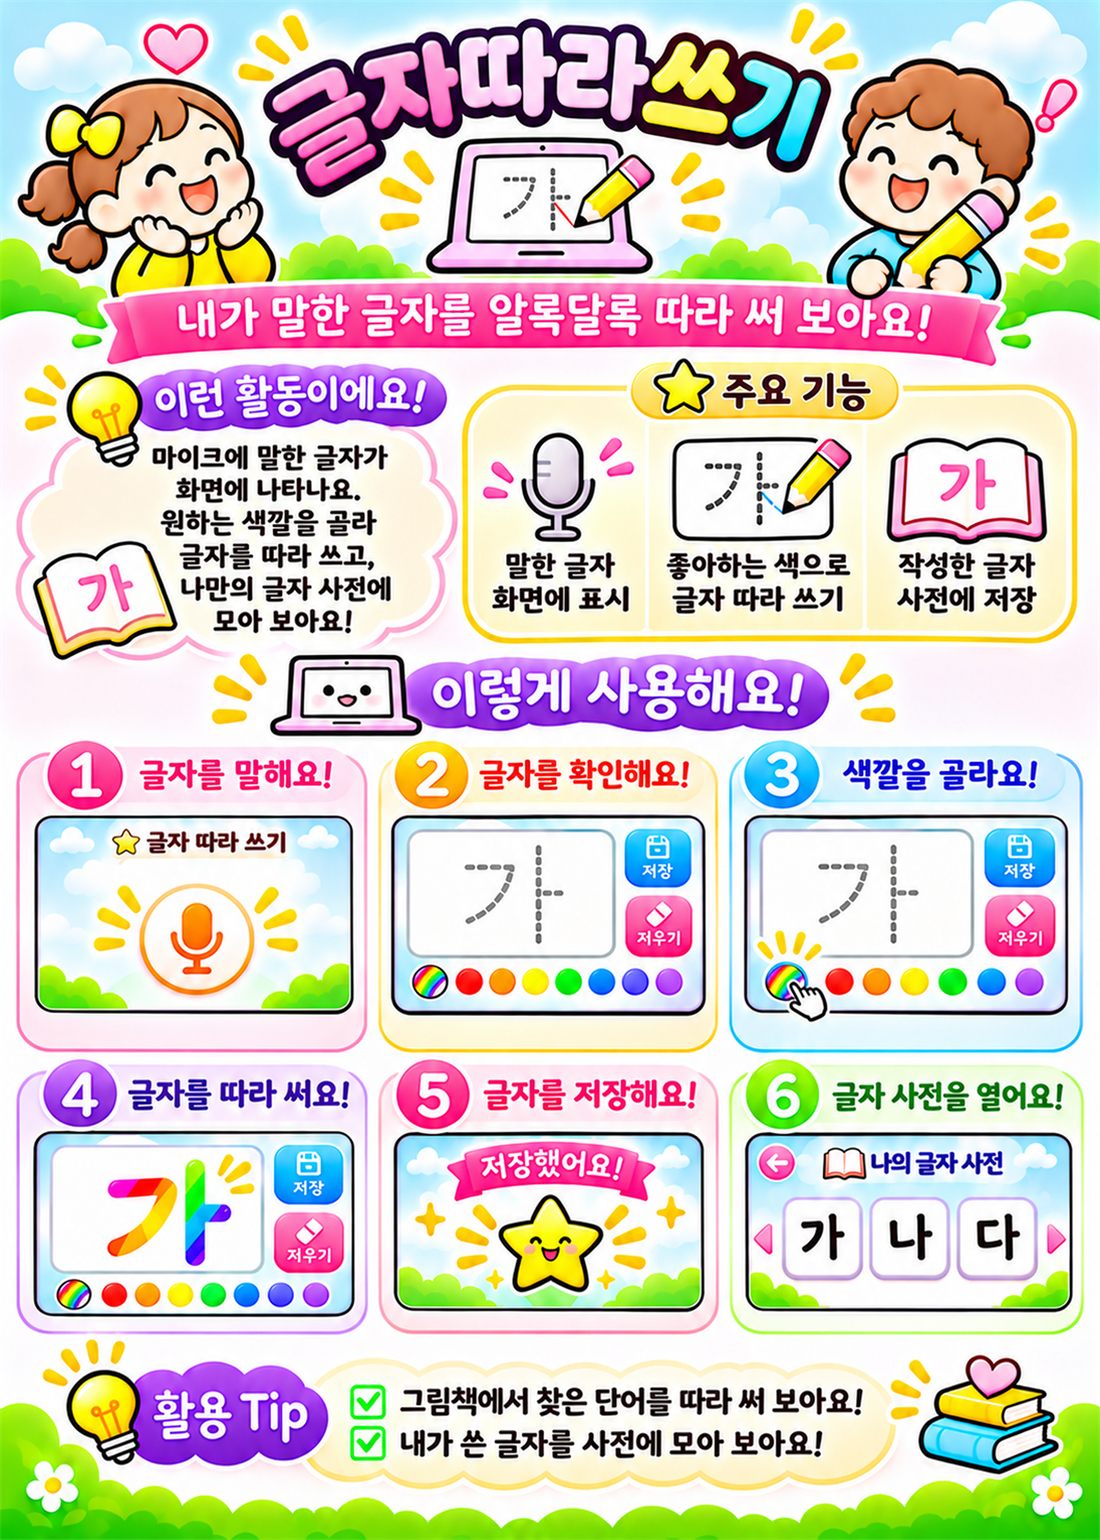 글자따라쓰기
가
내가 말한 글자를 알록달록 따라 써 보아요!
이런 활동이에요!
마이크에 말한 글자가
화면에 나타나요.
원하는 색깔을 골라
글자를 따라 쓰고,
나만의 글자 사전에
모아 보아요!
가
주요 기능
가
가
말한 글자
화면에 표시
좋아하는 색으로
글자 따라 쓰기
작성한 글자
사전에 저장
이렇게 사용해요!
1 글자를 말해요!
글자 따라 쓰기
2 글자를 확인해요!
가
저장
저우기
3 색깔을 골라요!
가
저장
저우기
4 글자를 따라 써요!
가
저장
저우기
5 글자를 저장해요!
저장했어요!
6 글자 사전을 열어요!
나의 글자 사전
가 나 다
활용 Tip
그림책에서 찾은 단어를 따라 써 보아요!
내가 쓴 글자를 사전에 모아 보아요!